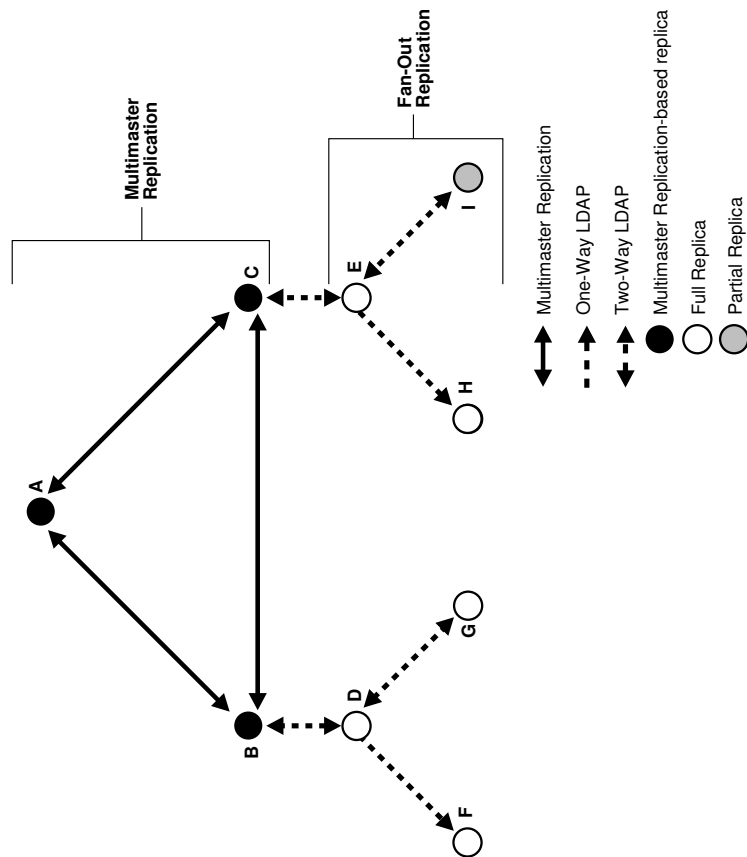 Multimaster
Replication
Fan-Out
Replication
A
B
C
D
E
F
G
H
I
Multimaster Replication
One-Way LDAP
Two-Way LDAP
Multimaster Replication-based replica
Full Replica
Partial Replica